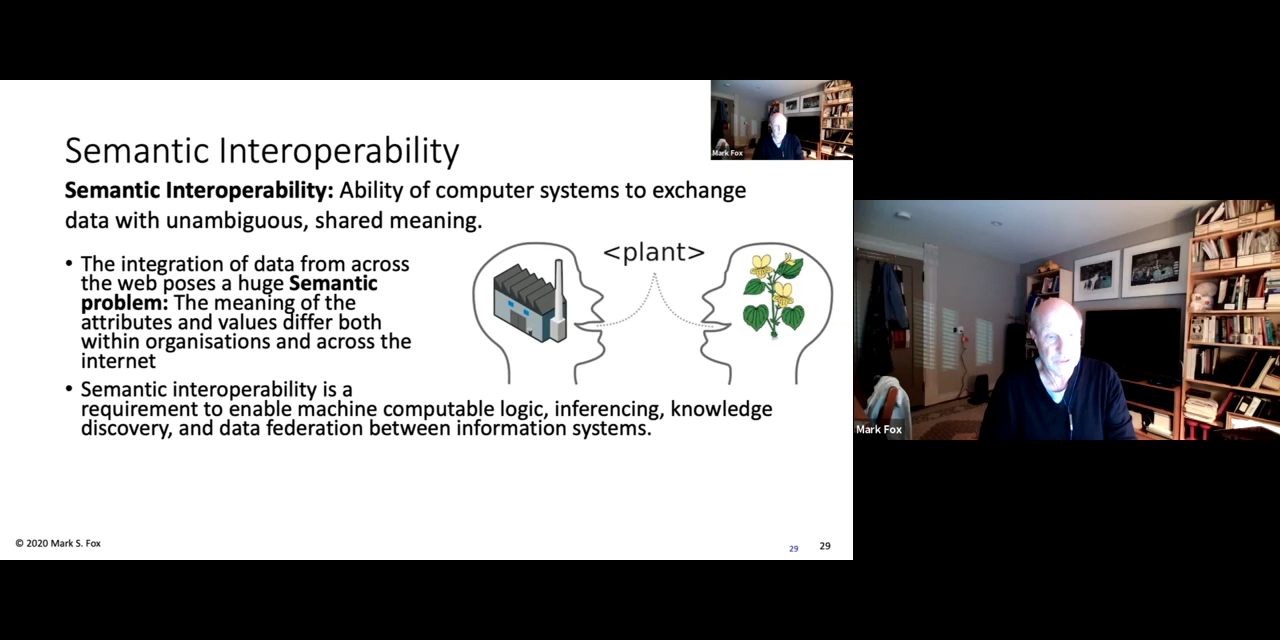 Mark Fox
Semantic Interoperability
Semantic Interoperability: Ability of computer systems to exchange
data with unambiguous, shared meaning.
• The integration of data from across
the web poses a huge Semantic
problem: The meaning of the
attributes and values differ both
within organisations and across the
internet
• Semantic interoperability is a
requirement to enable machine computable logic, inferencing, knowledge
discovery, and data federation between information systems.
<plant>
© 2020 Mark S. Fox
29
29
Mark Fox